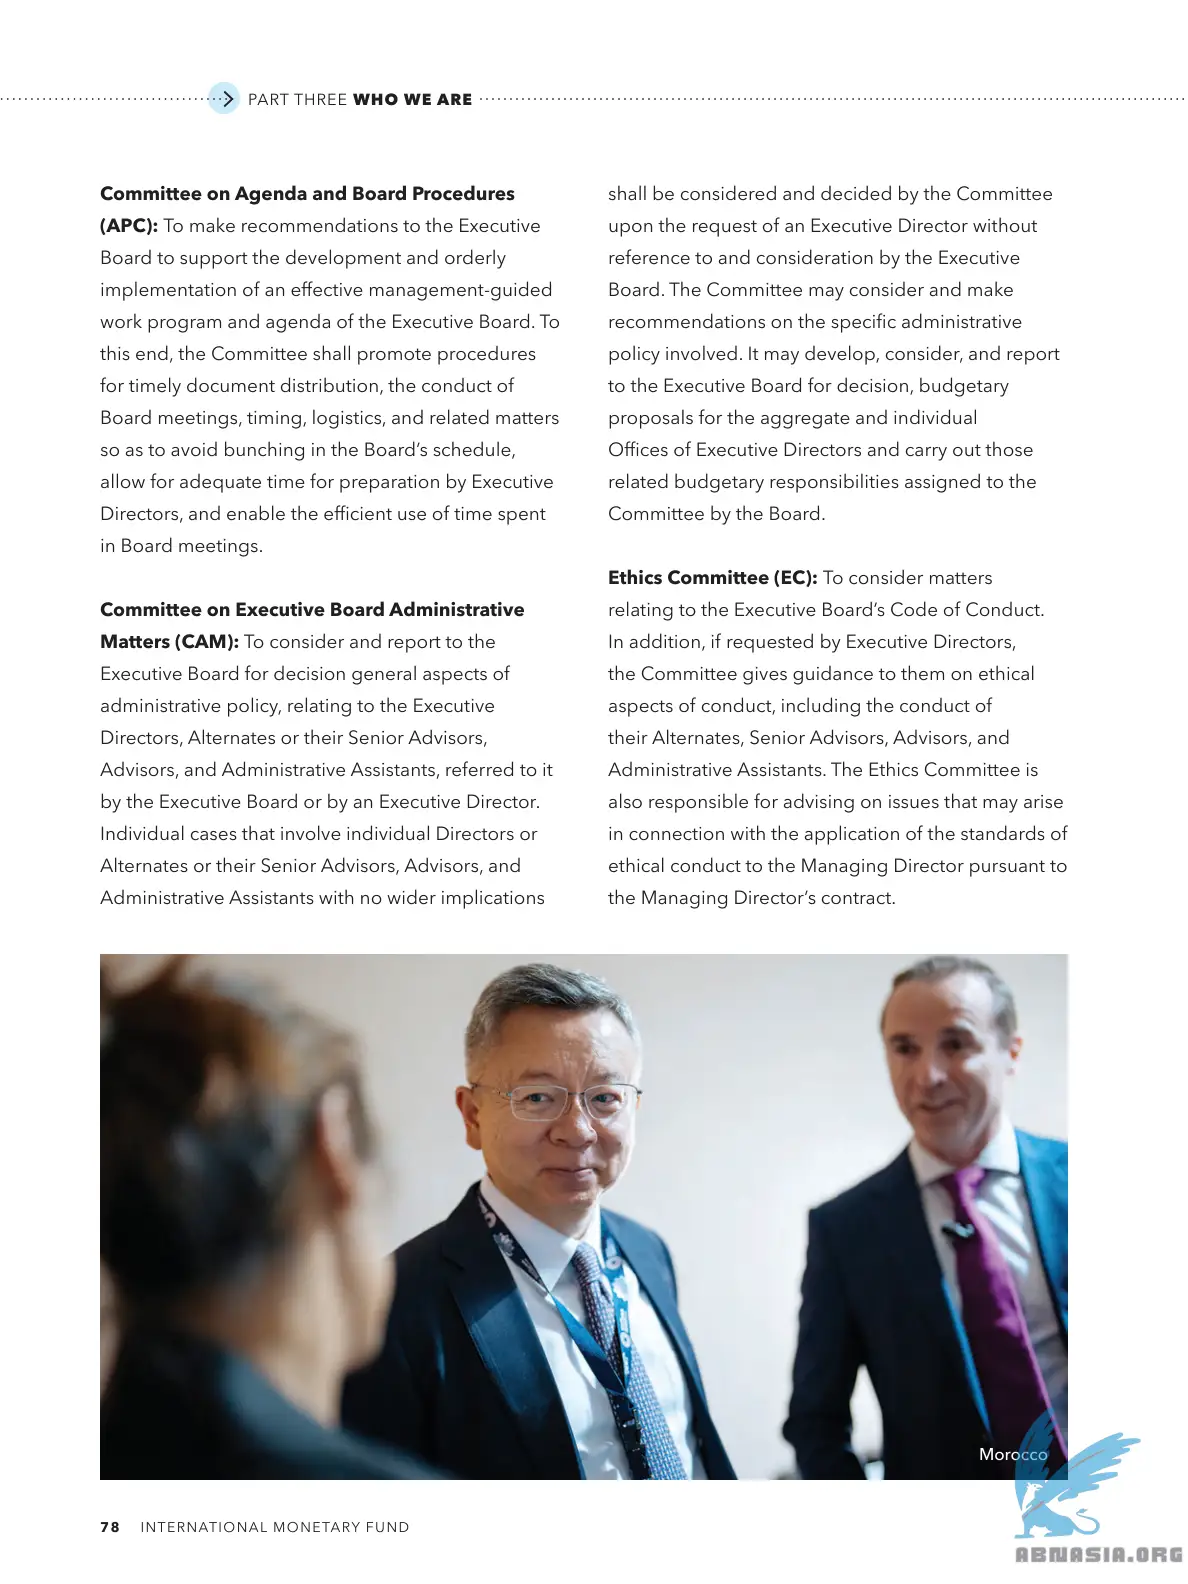 PART THREE WHO WE ARE
Committee on Agenda and Board Procedures
(APC): To make recommendations to the Executive
Board to support the development and orderly
implementation of an effective management-guided
work program and agenda of the Executive Board. To
this end, the Committee shall promote procedures
for timely document distribution, the conduct of
Board meetings, timing, logistics, and related matters
so as to avoid bunching in the Board’s schedule,
allow for adequate time for preparation by Executive
Directors, and enable the efficient use of time spent
in Board meetings.
Committee on Executive Board Administrative
Matters (CAM): To consider and report to the
Executive Board for decision general aspects of
administrative policy, relating to the Executive
Directors, Alternates or their Senior Advisors,
Advisors, and Administrative Assistants, referred to it
by the Executive Board or by an Executive Director.
Individual cases that involve individual Directors or
Alternates or their Senior Advisors, Advisors, and
Administrative Assistants with no wider implications
shall be considered and decided by the Committee
upon the request of an Executive Director without
reference to and consideration by the Executive
Board. The Committee may consider and make
recommendations on the specific administrative
policy involved. It may develop, consider, and report
to the Executive Board for decision, budgetary
proposals for the aggregate and individual
Offices of Executive Directors and carry out those
related budgetary responsibilities assigned to the
Committee by the Board.
Ethics Committee (EC): To consider matters
relating to the Executive Board’s Code of Conduct.
In addition, if requested by Executive Directors,
the Committee gives guidance to them on ethical
aspects of conduct, including the conduct of
their Alternates, Senior Advisors, Advisors, and
Administrative Assistants. The Ethics Committee is
also responsible for advising on issues that may arise
in connection with the application of the standards of
ethical conduct to the Managing Director pursuant to
the Managing Director’s contract.
Morocco
78 INTERNATIONAL MONETARY FUND
ABNASIA.ORG